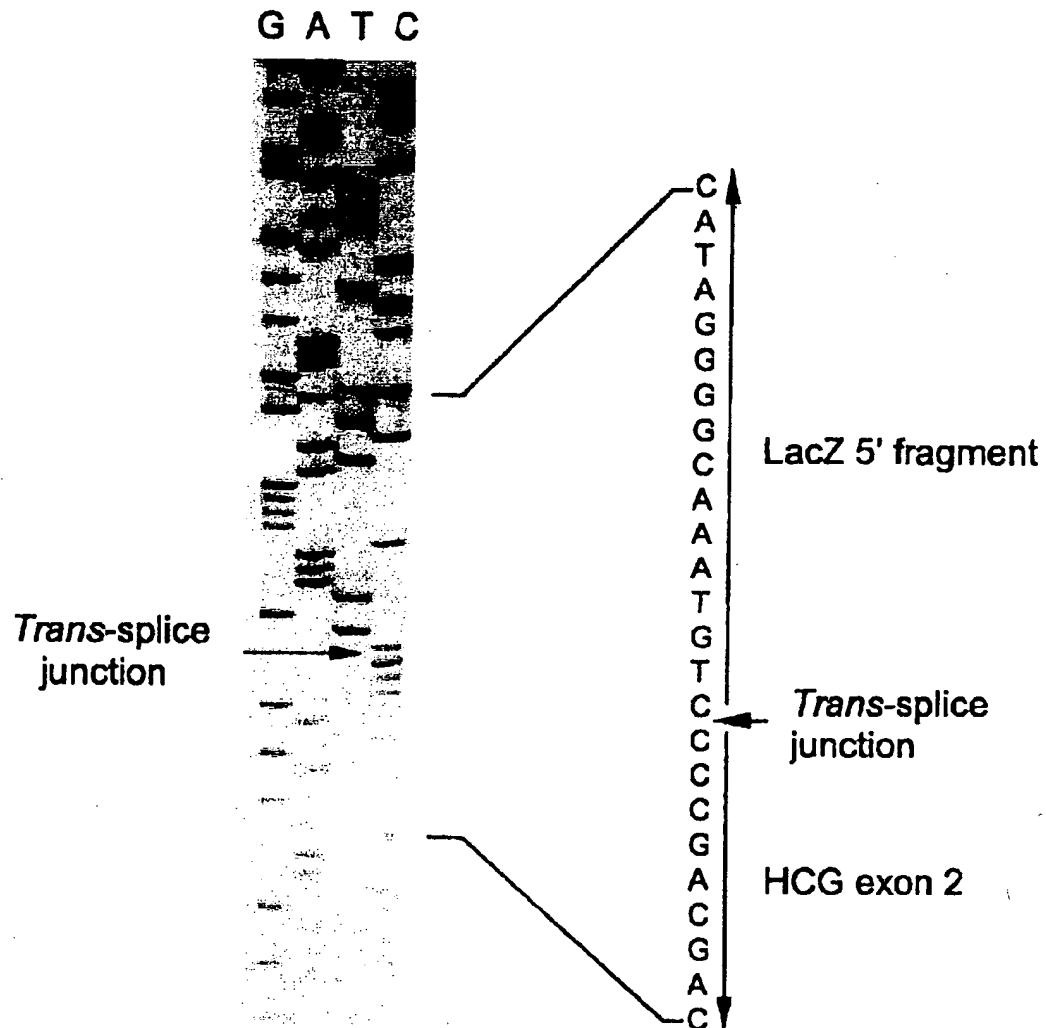 G A T C
C
A
T
A
G
G
G
G
C
A
A
A
T
G
T
C
C
C
C
G
A
C
G
A
C
LacZ 5' fragment
Trans-splice
junction
Trans-splice
junction
HCG exon 2